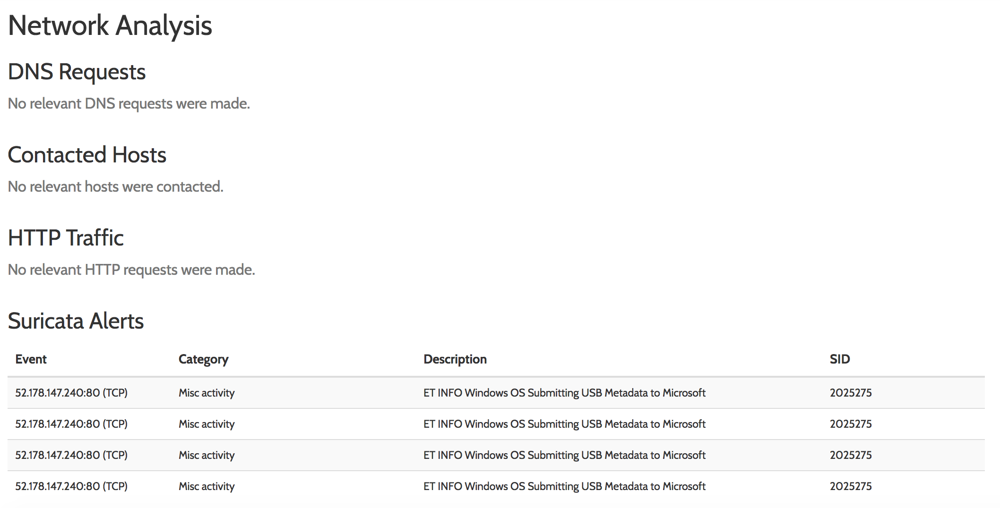 Network Analysis
DNS Requests
No relevant DNS requests were made.
Contacted Hosts
No relevant hosts were contacted.
HTTP Traffic
No relevant HTTP requests were made.
Suricata Alerts
Event Category Description SID
52.178.147.240:80 (TCP) Misc activity ET INFO Windows OS Submitting USB Metadata to Microsoft 2025275
52.178.147.240:80 (TCP) Misc activity ET INFO Windows OS Submitting USB Metadata to Microsoft 2025275
52.178.147.240:80 (TCP) Misc activity ET INFO Windows OS Submitting USB Metadata to Microsoft 2025275
52.178.147.240:80 (TCP) Misc activity ET INFO Windows OS Submitting USB Metadata to Microsoft 2025275